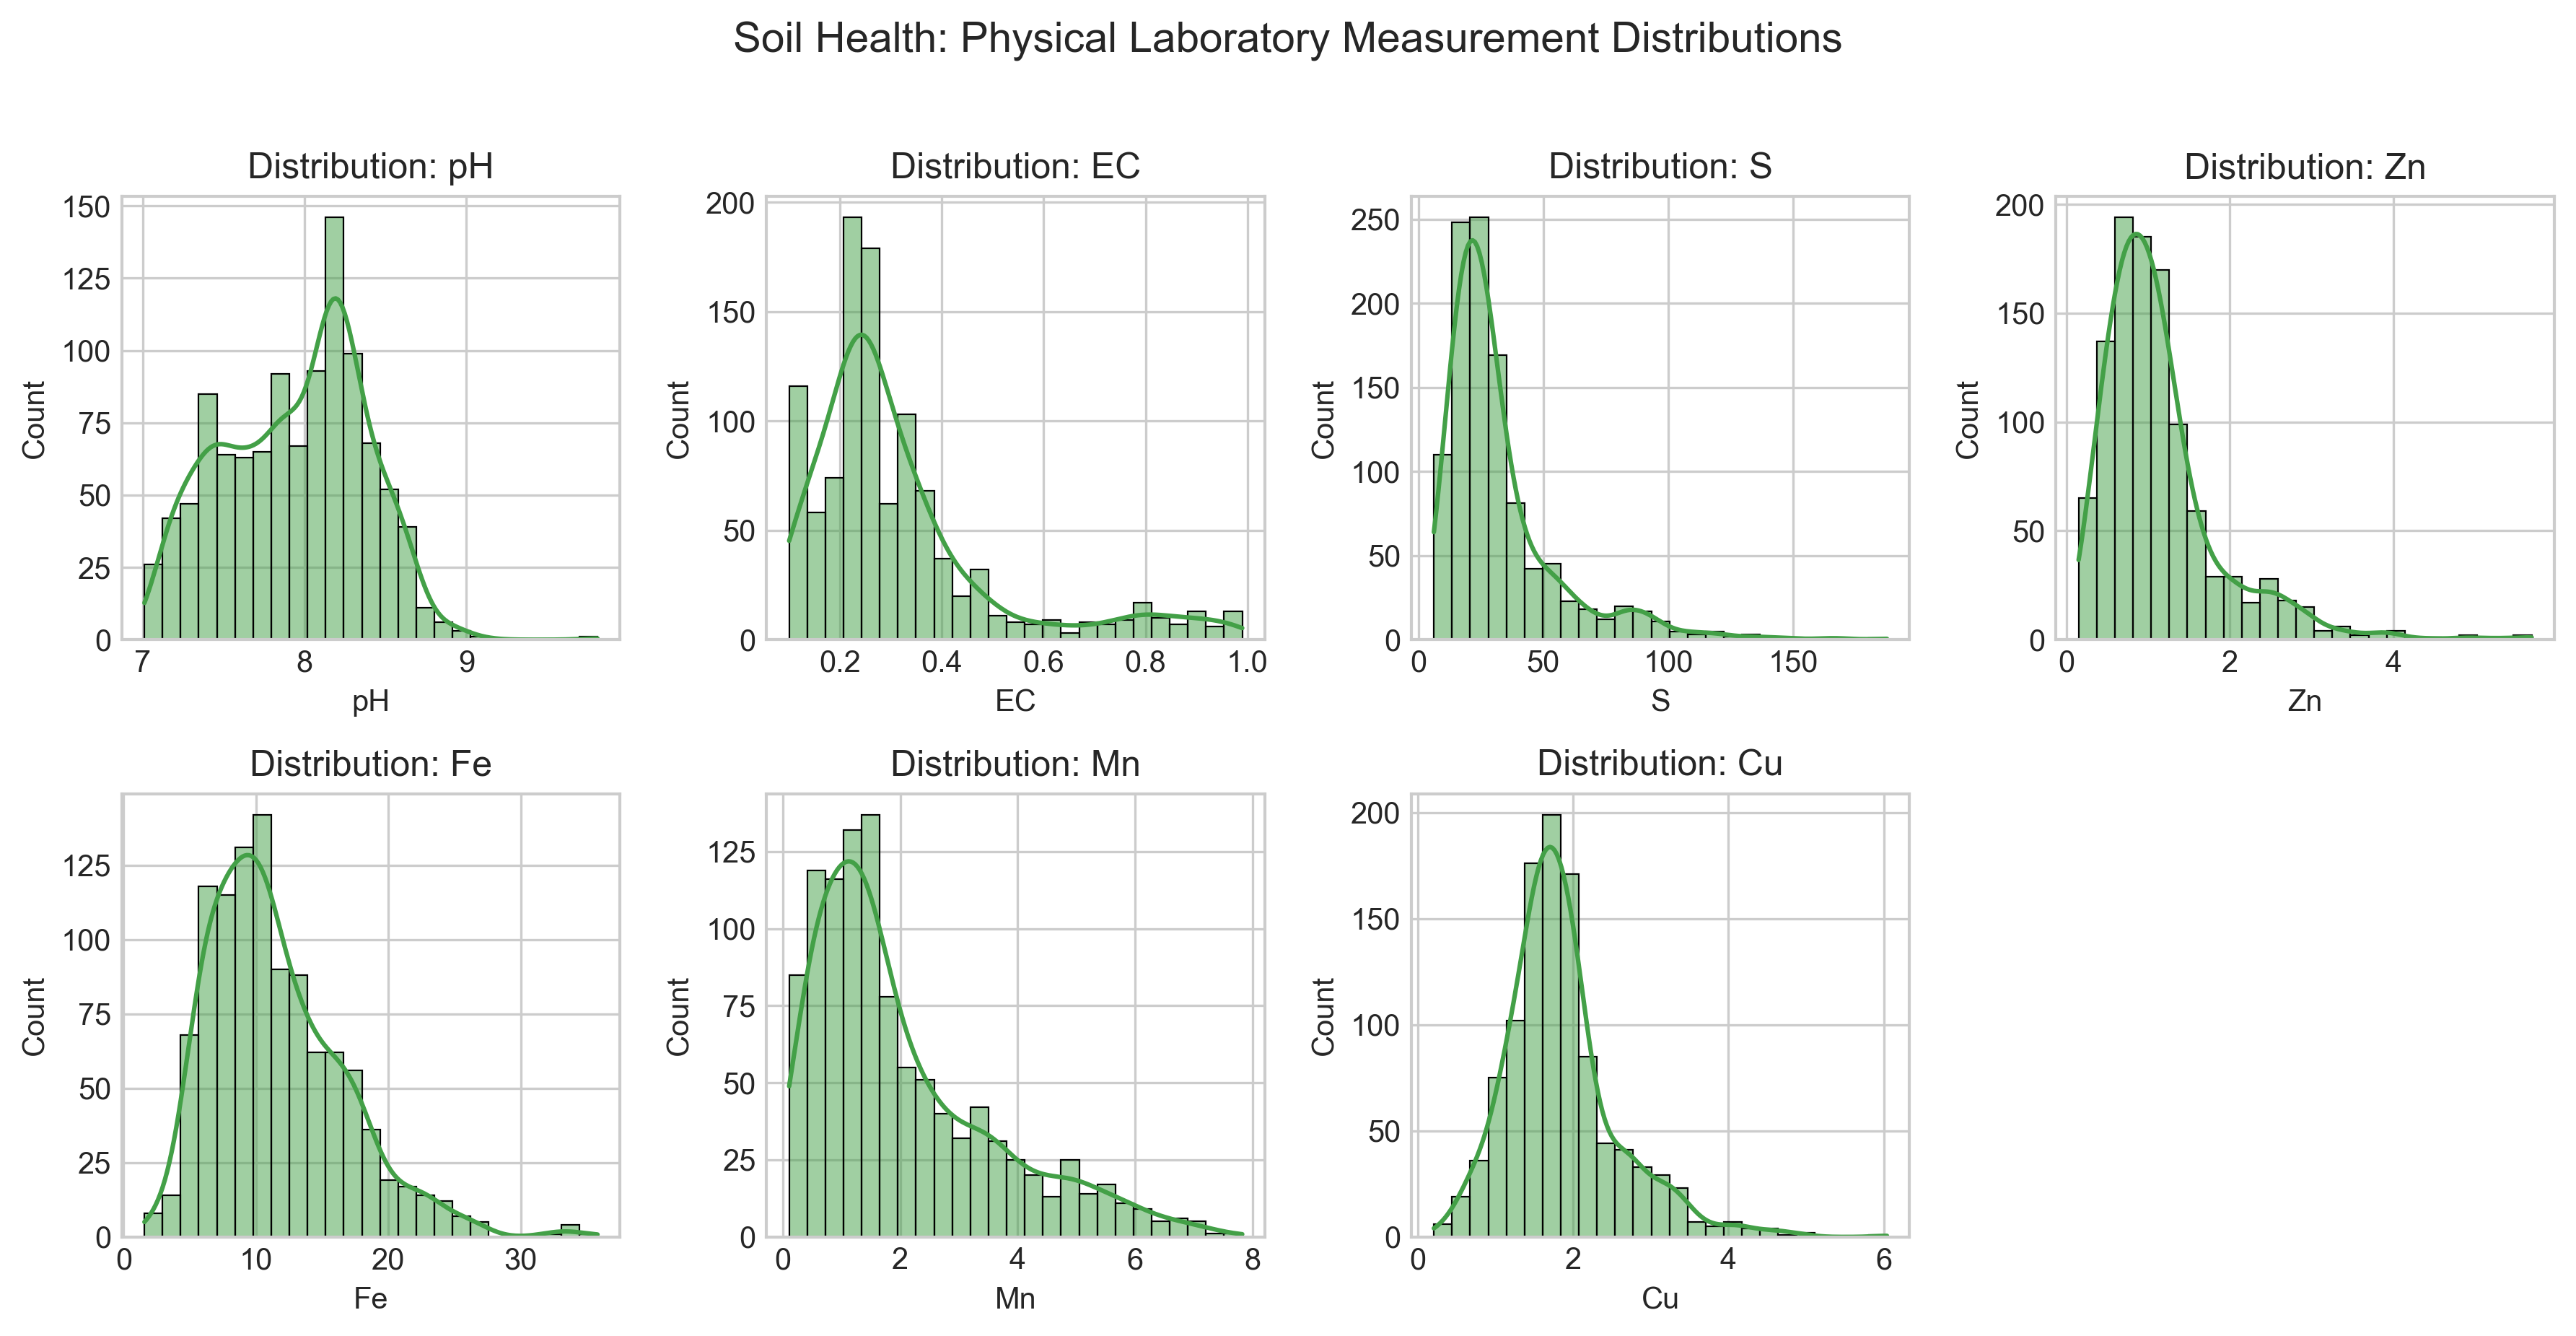 Soil Health: Physical Laboratory Measurement Distributions
Distribution: pH
150
125
100
75
50
25
0
Count
7 8 9
pH
Distribution: EC
200
150
100
50
0
Count
0.2 0.4 0.6 0.8 1.0
EC
Distribution: S
250
200
150
100
50
0
Count
0 50 100 150
S
Distribution: Zn
200
150
100
50
0
Count
0 2 4
Zn
Distribution: Fe
125
100
75
50
25
0
Count
0 10 20 30
Fe
Distribution: Mn
125
100
75
50
25
0
Count
0 2 4 6 8
Mn
Distribution: Cu
200
150
100
50
0
Count
0 2 4 6
Cu